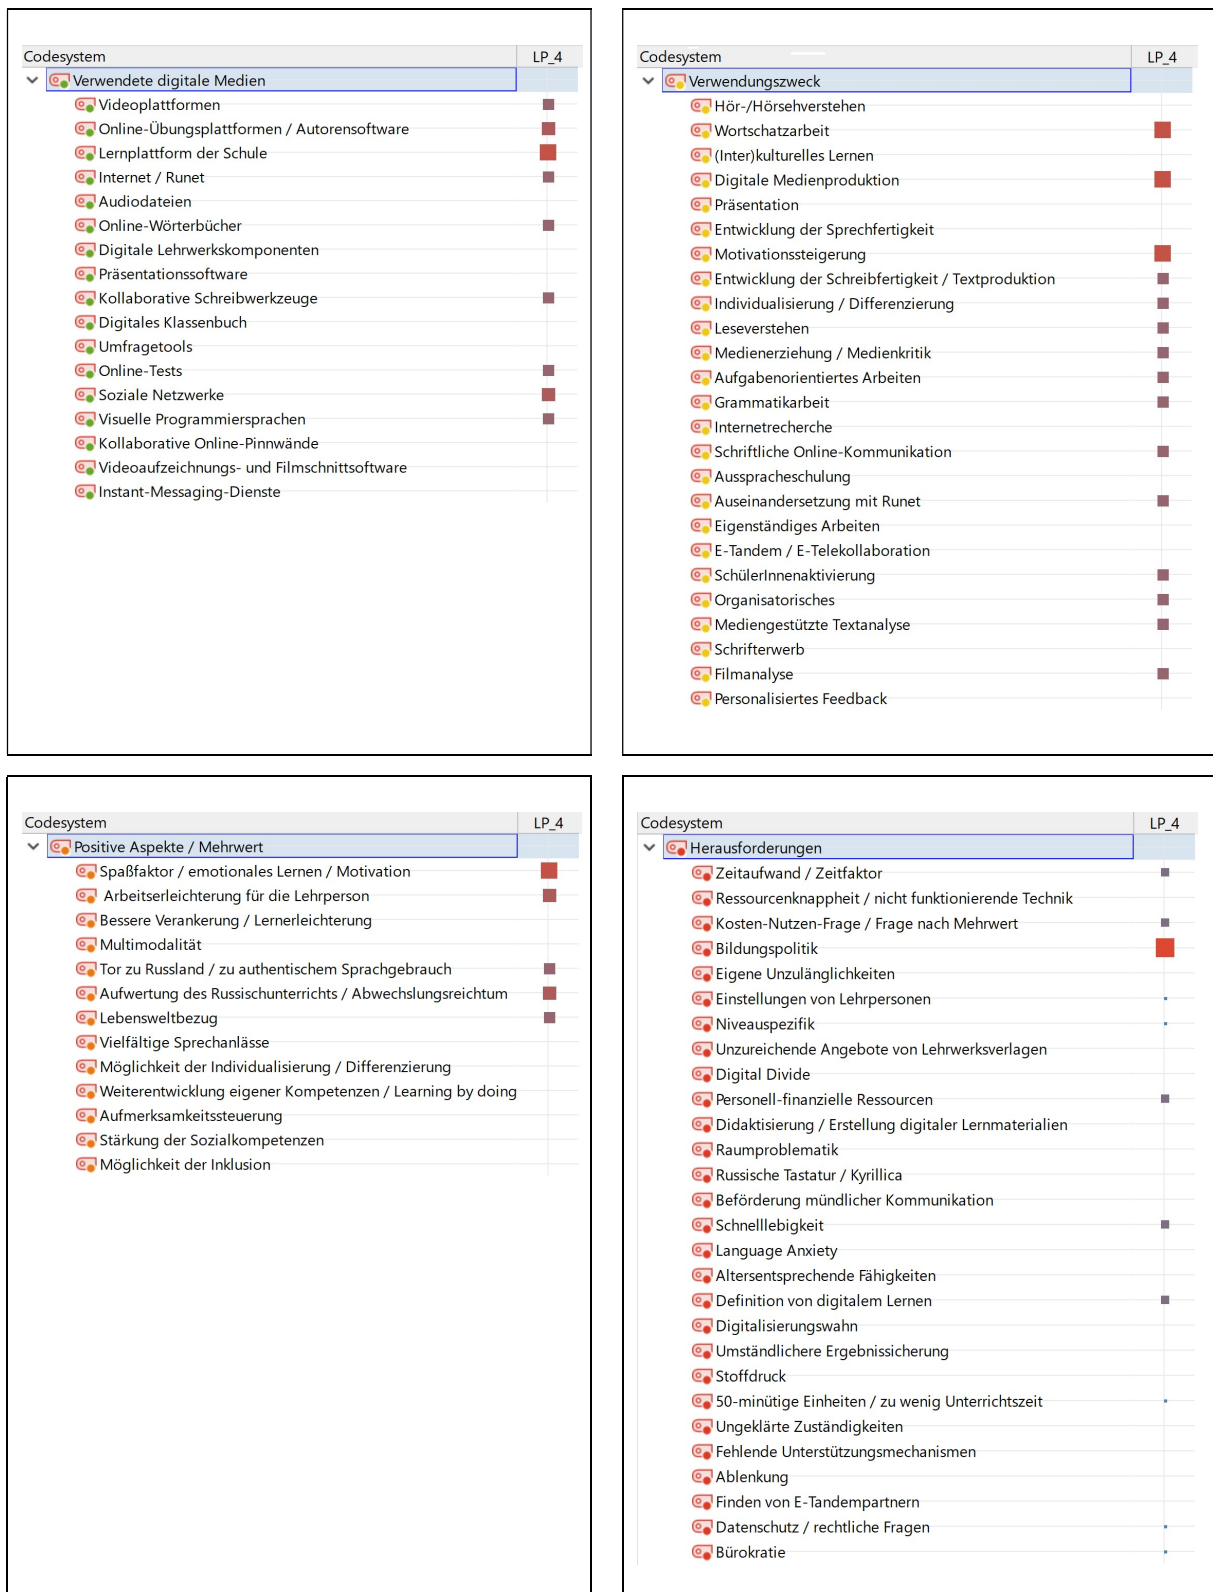 Codesystem LP_4
Verwendete digitale Medien
Videoplattformen
Online-Übungsplattformen / Autorensoftware
Lernplattform der Schule
Internet / Runet
Audiodateien
Online-Wörterbücher
Digitale Lehrwerkskomponenten
Präsentationssoftware
Kollaborative Schreibwerkzeuge
Digitales Klassenbuch
Umfragetools
Online-Tests
Soziale Netzwerke
Visuelle Programmiersprachen
Kollaborative Online-Pinnwände
Videoaufzeichnungs- und Filmschnittsoftware
Instant-Messaging-Dienste
Codesystem LP_4
Verwendungszweck
Hör-/Hörsehverstehen
Wortschatzarbeit
(Inter)kulturelles Lernen
Digitale Medienproduktion
Präsentation
Entwicklung der Sprechfertigkeit
Motivationssteigerung
Entwicklung der Schreibfertigkeit / Textproduktion
Individualisierung / Differenzierung
Leseverstehen
Medienerziehung / Medienkritik
Aufgabenorientiertes Arbeiten
Grammatikarbeit
Internetrecherche
Schriftliche Online-Kommunikation
Ausspracheschulung
Auseinandersetzung mit Runet
Eigenständiges Arbeiten
E-Tandem / E-Telekollaboration
SchülerInnenaktivierung
Organisatorisches
Mediengestützte Textanalyse
Schrifterwerb
Filmanalyse
Personalisiertes Feedback
Codesystem LP_4
Positive Aspekte / Mehrwert
Spaßfaktor / emotionales Lernen / Motivation
Arbeitserleichterung für die Lehrperson
Bessere Verankerung / Lernerleichterung
Multimodalität
Tor zu Russland / zu authentischem Sprachgebrauch
Aufwertung des Russischunterrichts / Abwechslungsreichtum
Lebensweltbezug
Vielfältige Sprechanlässe
Möglichkeit der Individualisierung / Differenzierung
Weiterentwicklung eigener Kompetenzen / Learning by doing
Aufmerksamkeitssteuerung
Stärkung der Sozialkompetenzen
Möglichkeit der Inklusion
Codesystem LP_4
Herausforderungen
Zeitaufwand / Zeitfaktor
Ressourcenknappheit / nicht funktionierende Technik
Kosten-Nutzen-Frage / Frage nach Mehrwert
Bildungspolitik
Eigene Unzulänglichkeiten
Einstellungen von Lehrpersonen
Niveauspezifik
Unzureichende Angebote von Lehrwerksverlagen
Digital Divide
Personell-finanzielle Ressourcen
Didaktisierung / Erstellung digitaler Lernmaterialien
Raumproblematik
Russische Tastatur / Kyrillica
Beförderung mündlicher Kommunikation
Schnelllebigkeit
Language Anxiety
Altersentsprechende Fähigkeiten
Definition von digitalem Lernen
Digitalisierungswahn
Umständlichere Ergebnissicherung
Stoffdruck
50-minütige Einheiten / zu wenig Unterrichtszeit
Ungeklärte Zuständigkeiten
Fehlende Unterstützungsmechanismen
Ablenkung
Finden von E-Tandempartnern
Datenschutz / rechtliche Fragen
Bürokratie